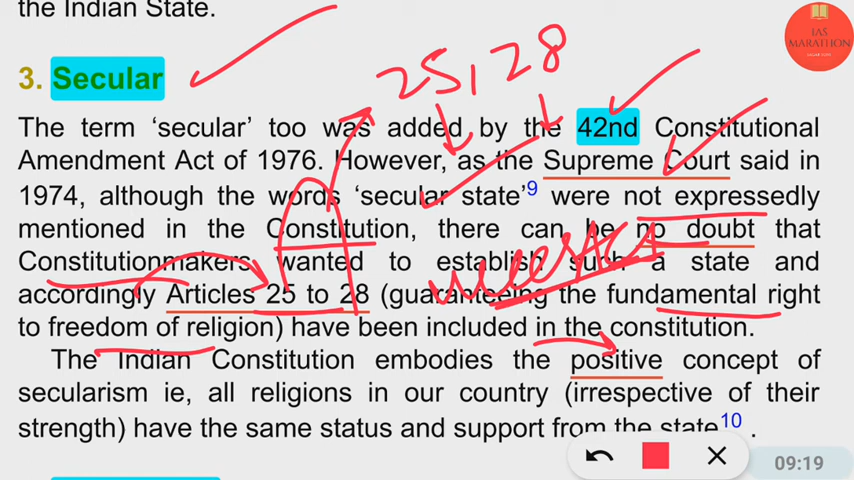 the Indian State.
IAS
MARATHON
3. Secular
25, 28
The term ‘secular’ too was added by the 42nd Constitutional
Amendment Act of 1976. However, as the Supreme Court said in
1974, although the words ‘secular state’9 were not expressedly
mentioned in the Constitution, there can be no doubt that
Constitutionmakers wanted to establish such a state and
accordingly Articles 25 to 28 (guaranteeing the fundamental right
to freedom of religion) have been included in the constitution.
The Indian Constitution embodies the positive concept of
secularism ie, all religions in our country (irrespective of their
strength) have the same status and support from the state10 .
09:19